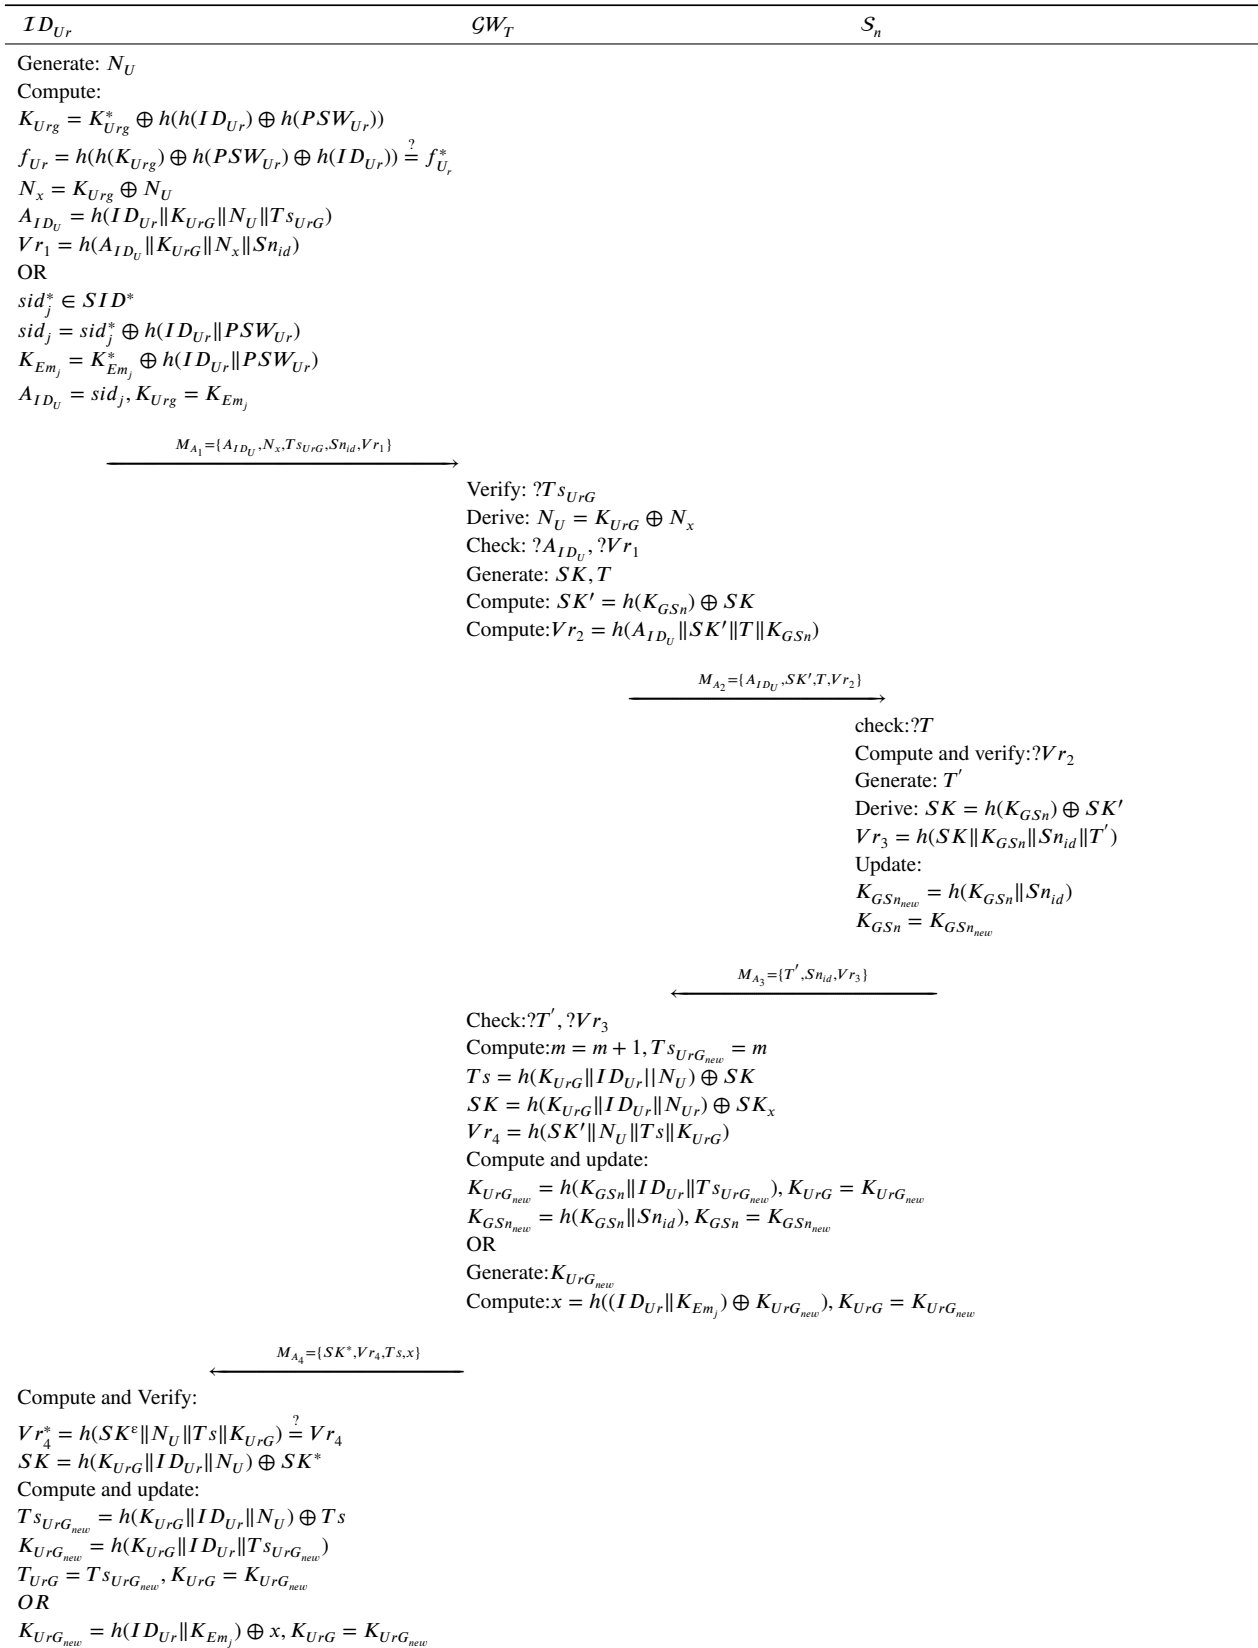 𝓘D_{Ur} 𝒢W_T 𝒮_n
Generate: N_U
Compute:
K_{Urg} = K^*_{Urg} ⊕ h(h(ID_{Ur}) ⊕ h(PSW_{Ur}))
f_{Ur} = h(h(K_{Urg}) ⊕ h(PSW_{Ur}) ⊕ h(ID_{Ur})) ≟ f^*_{U_r}
N_x = K_{Urg} ⊕ N_U
A_{ID_U} = h(ID_{Ur}‖K_{UrG}‖N_U‖Ts_{UrG})
Vr_1 = h(A_{ID_U}‖K_{UrG}‖N_x‖Sn_{id})
OR
sid^*_j ∈ SID^*
sid_j = sid^*_j ⊕ h(ID_{Ur}‖PSW_{Ur})
K_{Em_j} = K^*_{Em_j} ⊕ h(ID_{Ur}‖PSW_{Ur})
A_{ID_U} = sid_j, K_{Urg} = K_{Em_j}
M_{A_1}={A_{ID_U},N_x,Ts_{UrG},Sn_{id},Vr_1}
Verify: ?Ts_{UrG}
Derive: N_U = K_{UrG} ⊕ N_x
Check: ?A_{ID_U}, ?Vr_1
Generate: SK, T
Compute: SK′ = h(K_{GSn}) ⊕ SK
Compute:Vr_2 = h(A_{ID_U}‖SK′‖T‖K_{GSn})
M_{A_2}={A_{ID_U},SK′,T,Vr_2}
check:?T
Compute and verify:?Vr_2
Generate: T′
Derive: SK = h(K_{GSn}) ⊕ SK′
Vr_3 = h(SK‖K_{GSn}‖Sn_{id}‖T′)
Update:
K_{GSn_{new}} = h(K_{GSn}‖Sn_{id})
K_{GSn} = K_{GSn_{new}}
M_{A_3}={T′,Sn_{id},Vr_3}
Check:?T′, ?Vr_3
Compute:m = m + 1, Ts_{UrG_{new}} = m
Ts = h(K_{UrG}‖ID_{Ur}||N_U) ⊕ SK
SK = h(K_{UrG}‖ID_{Ur}‖N_{Ur}) ⊕ SK_x
Vr_4 = h(SK′‖N_U‖Ts‖K_{UrG})
Compute and update:
K_{UrG_{new}} = h(K_{GSn}‖ID_{Ur}‖Ts_{UrG_{new}}), K_{UrG} = K_{UrG_{new}}
K_{GSn_{new}} = h(K_{GSn}‖Sn_{id}), K_{GSn} = K_{GSn_{new}}
OR
Generate:K_{UrG_{new}}
Compute:x = h((ID_{Ur}‖K_{Em_j}) ⊕ K_{UrG_{new}}), K_{UrG} = K_{UrG_{new}}
M_{A_4}={SK^*,Vr_4,Ts,x}
Compute and Verify:
Vr^*_4 = h(SK^ε‖N_U‖Ts‖K_{UrG}) ≟ Vr_4
SK = h(K_{UrG}‖ID_{Ur}‖N_U) ⊕ SK^*
Compute and update:
Ts_{UrG_{new}} = h(K_{UrG}‖ID_{Ur}‖N_U) ⊕ Ts
K_{UrG_{new}} = h(K_{UrG}‖ID_{Ur}‖Ts_{UrG_{new}})
T_{UrG} = Ts_{UrG_{new}}, K_{UrG} = K_{UrG_{new}}
OR
K_{UrG_{new}} = h(ID_{Ur}‖K_{Em_j}) ⊕ x, K_{UrG} = K_{UrG_{new}}